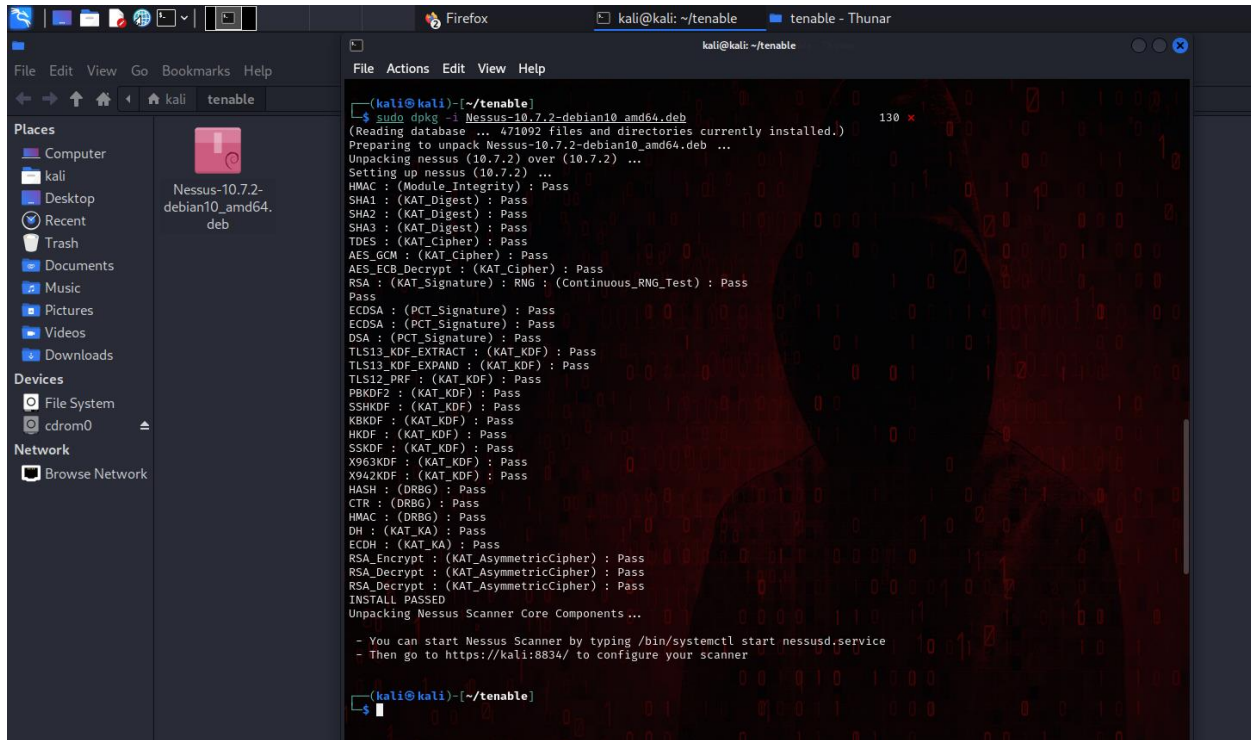 Firefox
kali@kali: ~/tenable
tenable - Thunar
File Edit View Go Bookmarks Help
kali tenable
Places
Computer
kali
Desktop
Recent
Trash
Documents
Music
Pictures
Videos
Downloads
Devices
File System
cdrom0
Network
Browse Network
Nessus-10.7.2-
debian10_amd64.
deb
kali@kali: ~/tenable
File Actions Edit View Help
┌──(kali㉿kali)-[~/tenable]
└─$ sudo dpkg -i Nessus-10.7.2-debian10_amd64.deb 130 ⨯
(Reading database ... 471092 files and directories currently installed.)
Preparing to unpack Nessus-10.7.2-debian10_amd64.deb ...
Unpacking nessus (10.7.2) over (10.7.2) ...
Setting up nessus (10.7.2) ...
HMAC : (Module_Integrity) : Pass
SHA1 : (KAT_Digest) : Pass
SHA2 : (KAT_Digest) : Pass
SHA3 : (KAT_Digest) : Pass
TDES : (KAT_Cipher) : Pass
AES_GCM : (KAT_Cipher) : Pass
AES_ECB_Decrypt : (KAT_Cipher) : Pass
RSA : (KAT_Signature) : RNG : (Continuous_RNG_Test) : Pass
Pass
ECDSA : (PCT_Signature) : Pass
ECDSA : (PCT_Signature) : Pass
DSA : (PCT_Signature) : Pass
TLS13_KDF_EXTRACT : (KAT_KDF) : Pass
TLS13_KDF_EXPAND : (KAT_KDF) : Pass
TLS12_PRF : (KAT_KDF) : Pass
PBKDF2 : (KAT_KDF) : Pass
SSHKDF : (KAT_KDF) : Pass
KBKDF : (KAT_KDF) : Pass
HKDF : (KAT_KDF) : Pass
SSKDF : (KAT_KDF) : Pass
X963KDF : (KAT_KDF) : Pass
X942KDF : (KAT_KDF) : Pass
HASH : (DRBG) : Pass
CTR : (DRBG) : Pass
HMAC : (DRBG) : Pass
DH : (KAT_KA) : Pass
ECDH : (KAT_KA) : Pass
RSA_Encrypt : (KAT_AsymmetricCipher) : Pass
RSA_Decrypt : (KAT_AsymmetricCipher) : Pass
RSA_Decrypt : (KAT_AsymmetricCipher) : Pass
INSTALL PASSED
Unpacking Nessus Scanner Core Components ...
- You can start Nessus Scanner by typing /bin/systemctl start nessusd.service
- Then go to https://kali:8834/ to configure your scanner
┌──(kali㉿kali)-[~/tenable]
└─$